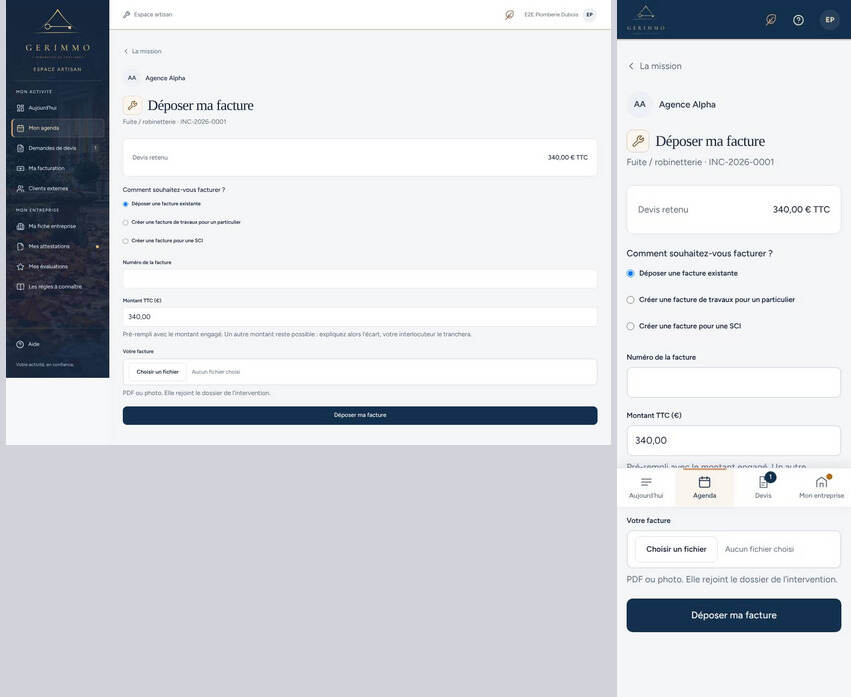 GERIMMO
ESPACE ARTISAN
MON ACTIVITÉ
Aujourd'hui
Mon agenda
Demandes de devis 1
Ma facturation
Clients externes
MON ENTREPRISE
Ma fiche entreprise
Mes attestations
Mes évaluations
Les règles à connaître
Aide
Votre activité, en confiance.
Espace artisan
E2E Plomberie Dubois EP
La mission
AA Agence Alpha
Déposer ma facture
Fuite / robinetterie · INC-2026-0001
Devis retenu 340,00 € TTC
Comment souhaitez-vous facturer ?
Déposer une facture existante
Créer une facture de travaux pour un particulier
Créer une facture pour une SCI
Numéro de la facture
Montant TTC (€)
340,00
Pré-rempli avec le montant engagé. Un autre montant reste possible : expliquez alors l'écart, votre interlocuteur le tranchera.
Votre facture
Choisir un fichier Aucun fichier choisi
PDF ou photo. Elle rejoint le dossier de l'intervention.
Déposer ma facture
GERIMMO
EP
La mission
AA Agence Alpha
Déposer ma facture
Fuite / robinetterie · INC-2026-0001
Devis retenu 340,00 € TTC
Comment souhaitez-vous facturer ?
Déposer une facture existante
Créer une facture de travaux pour un particulier
Créer une facture pour une SCI
Numéro de la facture
Montant TTC (€)
340,00
Pré-rempli avec le montant engagé. Un autre
1
Aujourd'hui Agenda Devis Mon entreprise
Votre facture
Choisir un fichier Aucun fichier choisi
PDF ou photo. Elle rejoint le dossier de l'intervention.
Déposer ma facture